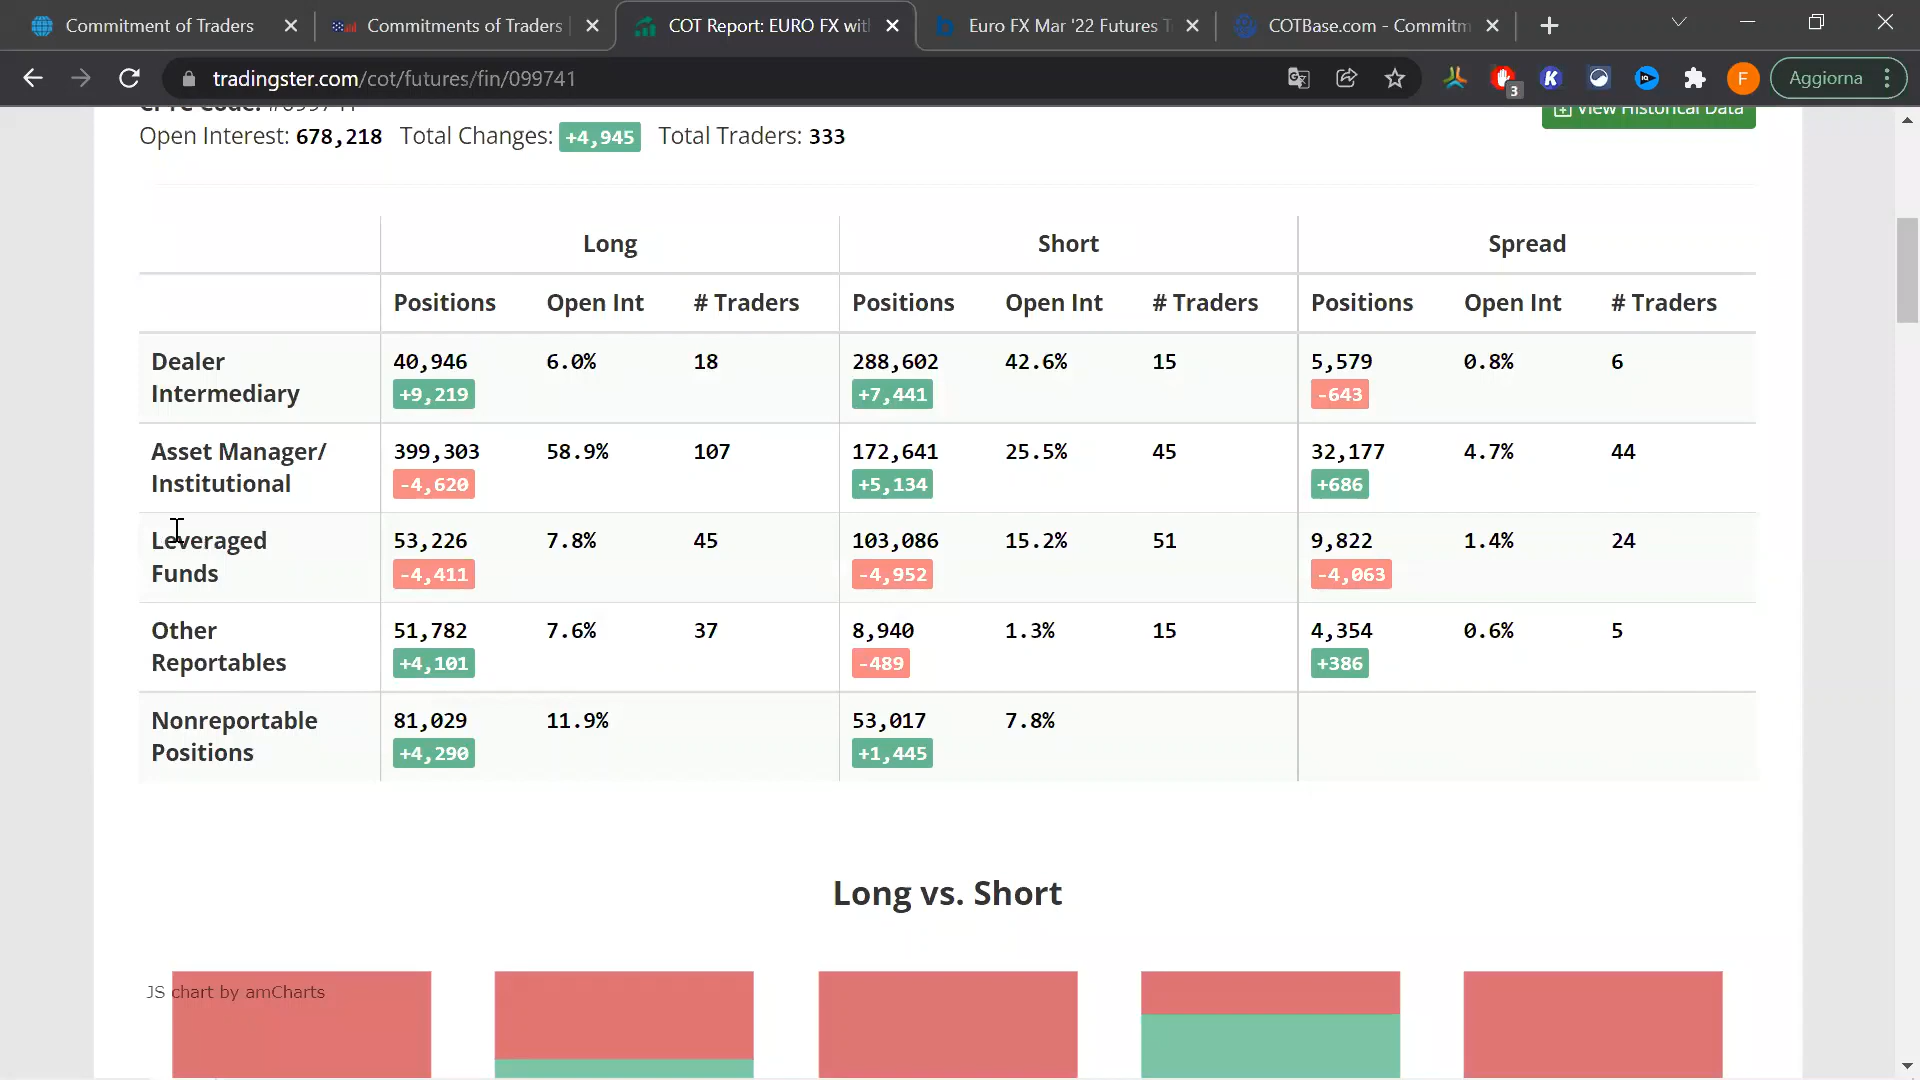 Commitment of Traders
Commitments of Traders
COT Report: EURO FX wit
Euro FX Mar '22 Futures T
COTBase.com - Commitm
tradingster.com/cot/futures/fin/099741
3
F
Aggiorna
View Historical Data
Open Interest: 678,218 Total Changes: +4,945 Total Traders: 333
Long Short Spread
Positions Open Int # Traders Positions Open Int # Traders Positions Open Int # Traders
Dealer Intermediary
40,946 6.0% 18 288,602 42.6% 15 5,579 0.8% 6
+9,219 +7,441 -643
Asset Manager/ Institutional
399,303 58.9% 107 172,641 25.5% 45 32,177 4.7% 44
-4,620 +5,134 +686
Leveraged Funds
53,226 7.8% 45 103,086 15.2% 51 9,822 1.4% 24
-4,411 -4,952 -4,063
Other Reportables
51,782 7.6% 37 8,940 1.3% 15 4,354 0.6% 5
+4,101 -489 +386
Nonreportable Positions
81,029 11.9% 53,017 7.8%
+4,290 +1,445
Long vs. Short
JS chart by amCharts